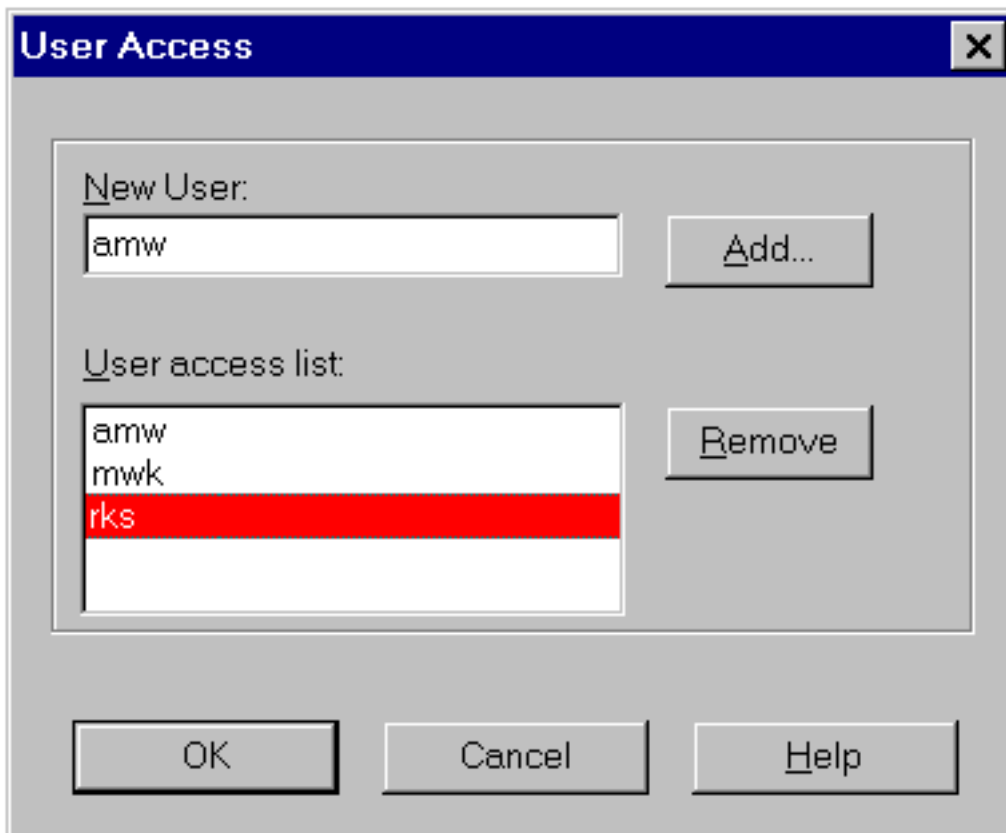 User Access
New User:
amw
Add...
User access list:
amw
mwk
rks
Remove
OK
Cancel
Help